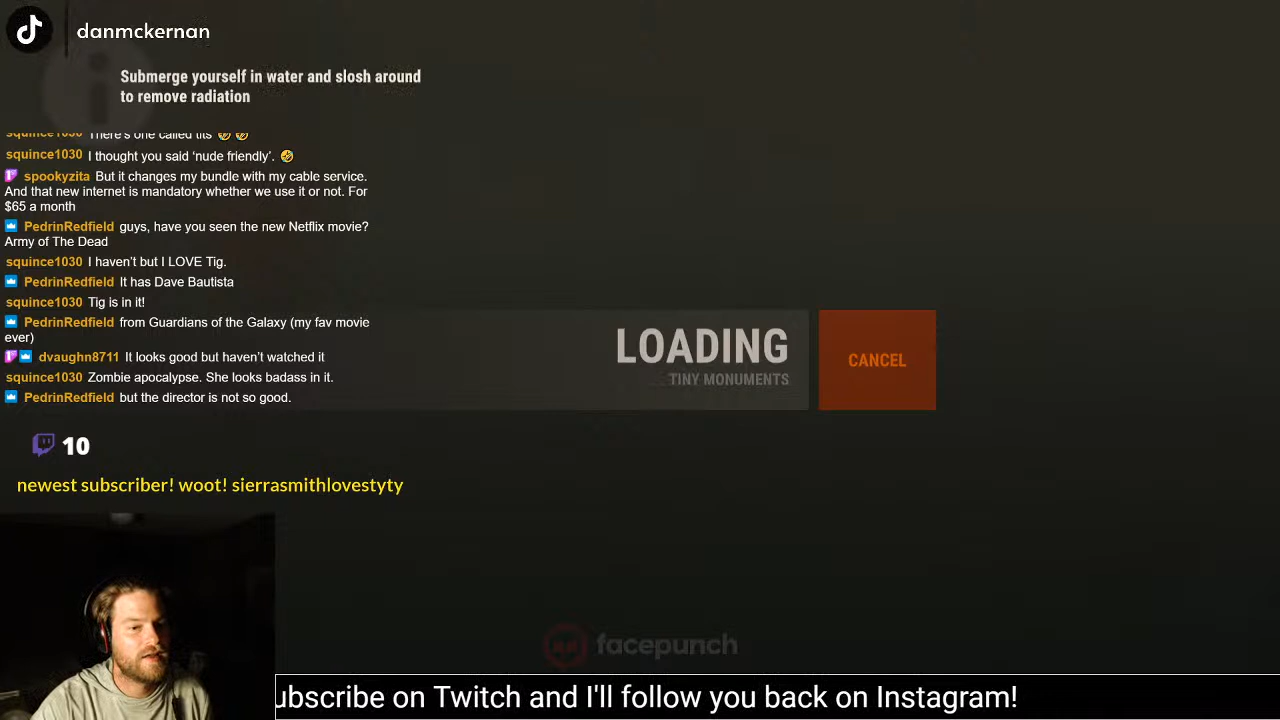 danmckernan
Submerge yourself in water and slosh around
to remove radiation
squince1030 There's one called tits 🤣 🤣
squince1030 I thought you said ‘nude friendly’. 🤣
spookyzita But it changes my bundle with my cable service.
And that new internet is mandatory whether we use it or not. For
$65 a month
PedrinRedfield guys, have you seen the new Netflix movie?
Army of The Dead
squince1030 I haven’t but I LOVE Tig.
PedrinRedfield It has Dave Bautista
squince1030 Tig is in it!
PedrinRedfield from Guardians of the Galaxy (my fav movie
ever)
dvaughn8711 It looks good but haven’t watched it
squince1030 Zombie apocalypse. She looks badass in it.
PedrinRedfield but the director is not so good.
LOADING
TINY MONUMENTS
CANCEL
10
newest subscriber! woot! sierrasmithlovestyty
facepunch
ubscribe on Twitch and I'll follow you back on Instagram!